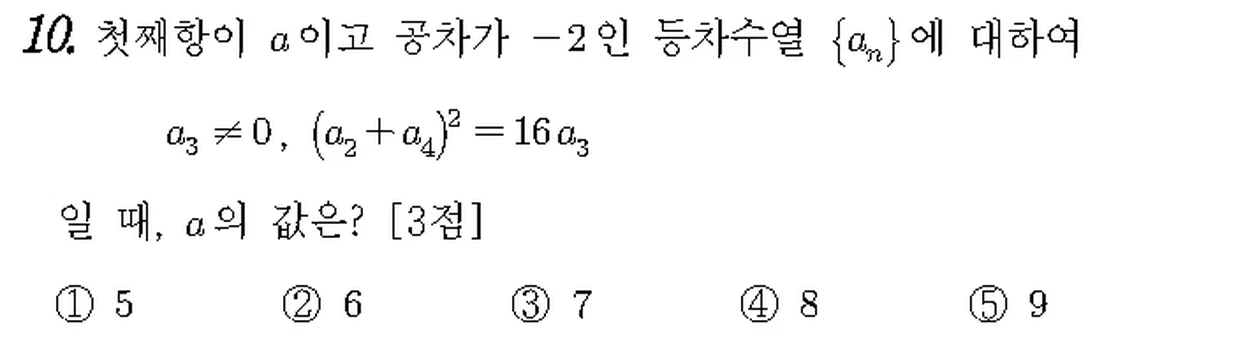 10. 첫째항이 a이고 공차가 −2인 등차수열 {aₙ}에 대하여
a₃ ≠ 0, (a₂ + a₄)² = 16a₃
일 때, a의 값은? [3점]
① 5 ② 6 ③ 7 ④ 8 ⑤ 9